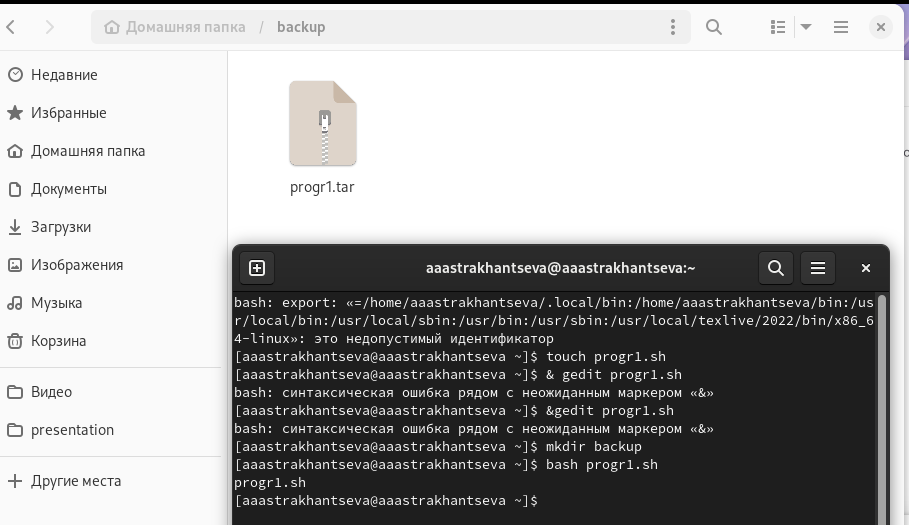 Домашняя папка / backup
Недавние
Избранные
Домашняя папка
Документы
Загрузки
Изображения
Музыка
Корзина
Видео
presentation
Другие места
progr1.tar
aaastrakhantseva@aaastrakhantseva:~
bash: export: «=/home/aaastrakhantseva/.local/bin:/home/aaastrakhantseva/bin:/us
r/local/bin:/usr/local/sbin:/usr/bin:/usr/sbin:/usr/local/texlive/2022/bin/x86_6
4-linux»: это недопустимый идентификатор
[aaastrakhantseva@aaastrakhantseva ~]$ touch progr1.sh
[aaastrakhantseva@aaastrakhantseva ~]$ & gedit progr1.sh
bash: синтаксическая ошибка рядом с неожиданным маркером «&»
[aaastrakhantseva@aaastrakhantseva ~]$ &gedit progr1.sh
bash: синтаксическая ошибка рядом с неожиданным маркером «&»
[aaastrakhantseva@aaastrakhantseva ~]$ mkdir backup
[aaastrakhantseva@aaastrakhantseva ~]$ bash progr1.sh
progr1.sh
[aaastrakhantseva@aaastrakhantseva ~]$